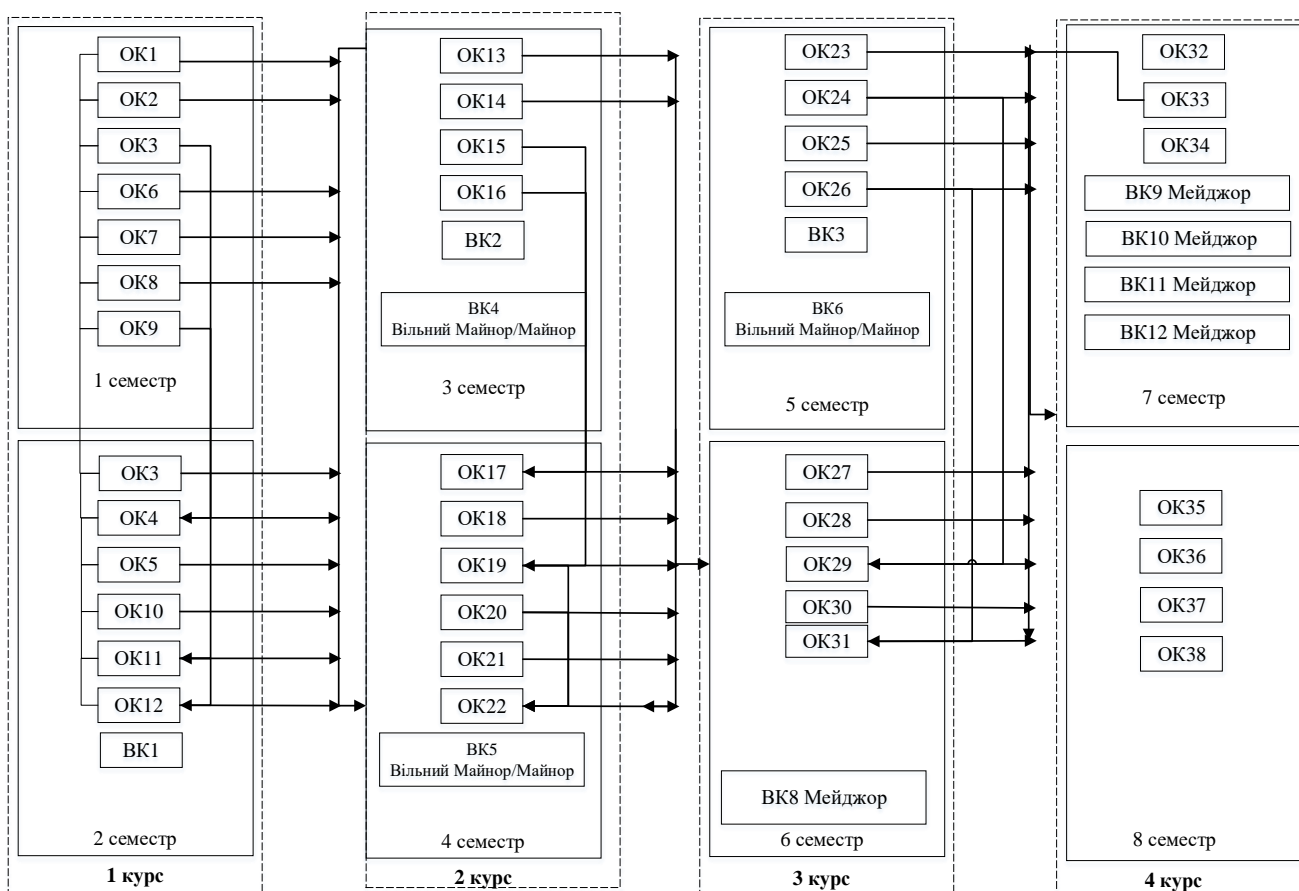 ОК1
ОК2
ОК3
ОК6
ОК7
ОК8
ОК9
1 семестр
ОК3
ОК4
ОК5
ОК10
ОК11
ОК12
ВК1
2 семестр
1 курс
ОК13
ОК14
ОК15
ОК16
ВК2
ВК4
Вільний Майнор/Майнор
3 семестр
ОК17
ОК18
ОК19
ОК20
ОК21
ОК22
ВК5
Вільний Майнор/Майнор
4 семестр
2 курс
ОК23
ОК24
ОК25
ОК26
ВК3
ВК6
Вільний Майнор/Майнор
5 семестр
ОК27
ОК28
ОК29
ОК30
ОК31
ВК8 Мейджор
6 семестр
3 курс
ОК32
ОК33
ОК34
ВК9 Мейджор
ВК10 Мейджор
ВК11 Мейджор
ВК12 Мейджор
7 семестр
ОК35
ОК36
ОК37
ОК38
8 семестр
4 курс